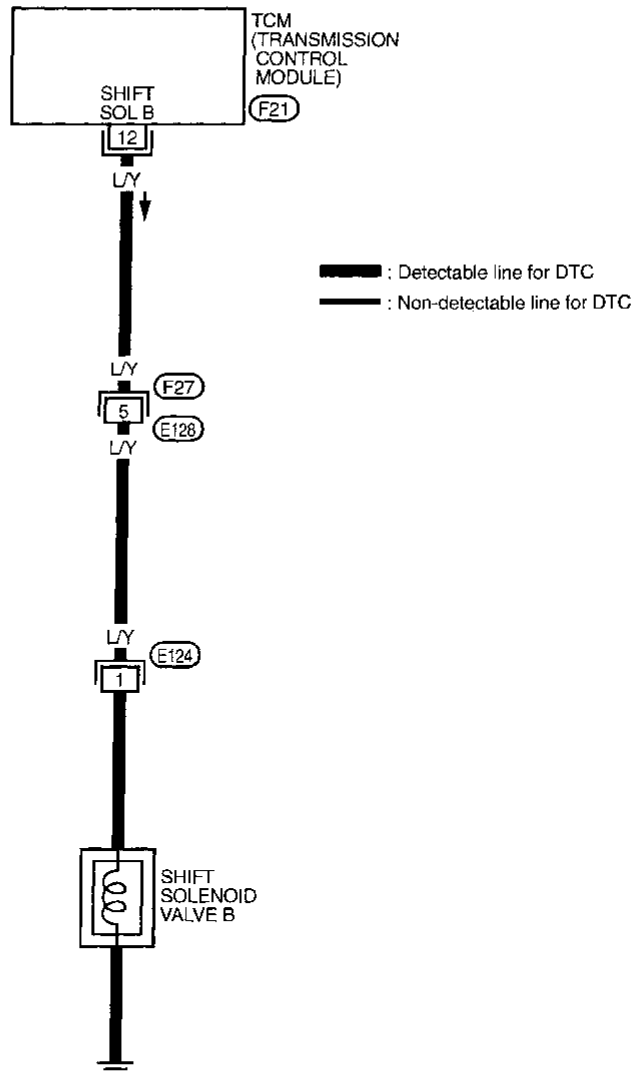 TCM
(TRANSMISSION
CONTROL
MODULE)
SHIFT
SOL B
F21
12
L/Y
: Detectable line for DTC
: Non-detectable line for DTC
L/Y
F27
5
E128
L/Y
L/Y
E124
1
SHIFT
SOLENOID
VALVE B